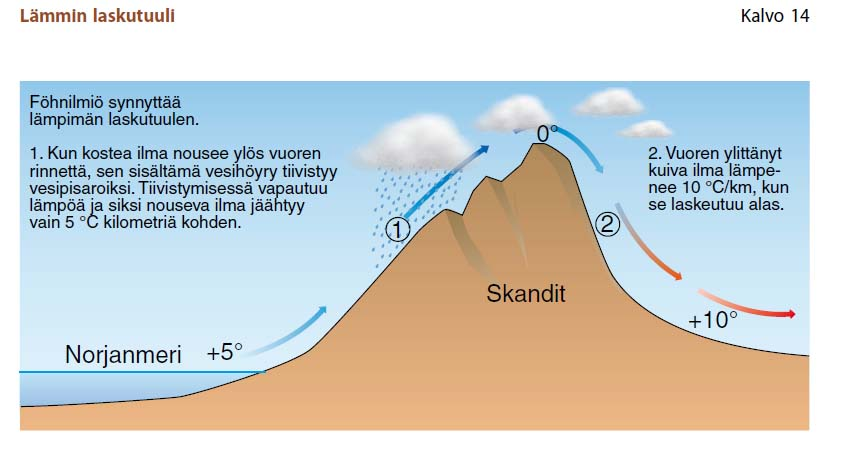 Lämmin laskutuuli
Kalvo 14
Föhnilmiö synnyttää
lämpimän laskutuulen.
1. Kun kostea ilma nousee ylös vuoren
rinnettä, sen sisältämä vesihöyry tiivistyy
vesipisaroiksi. Tiivistymisessä vapautuu
lämpöä ja siksi nouseva ilma jäähtyy
vain 5 °C kilometriä kohden.
0°
2. Vuoren ylittänyt
kuiva ilma lämpe-
nee 10 °C/km, kun
se laskeutuu alas.
1
2
Skandit
Norjanmeri +5°
+10°